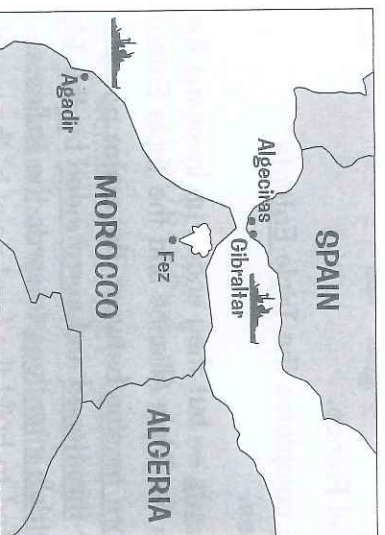 SPAIN
Algeciras
Gibraltar
Fez
MOROCCO
Agadir
ALGERIA